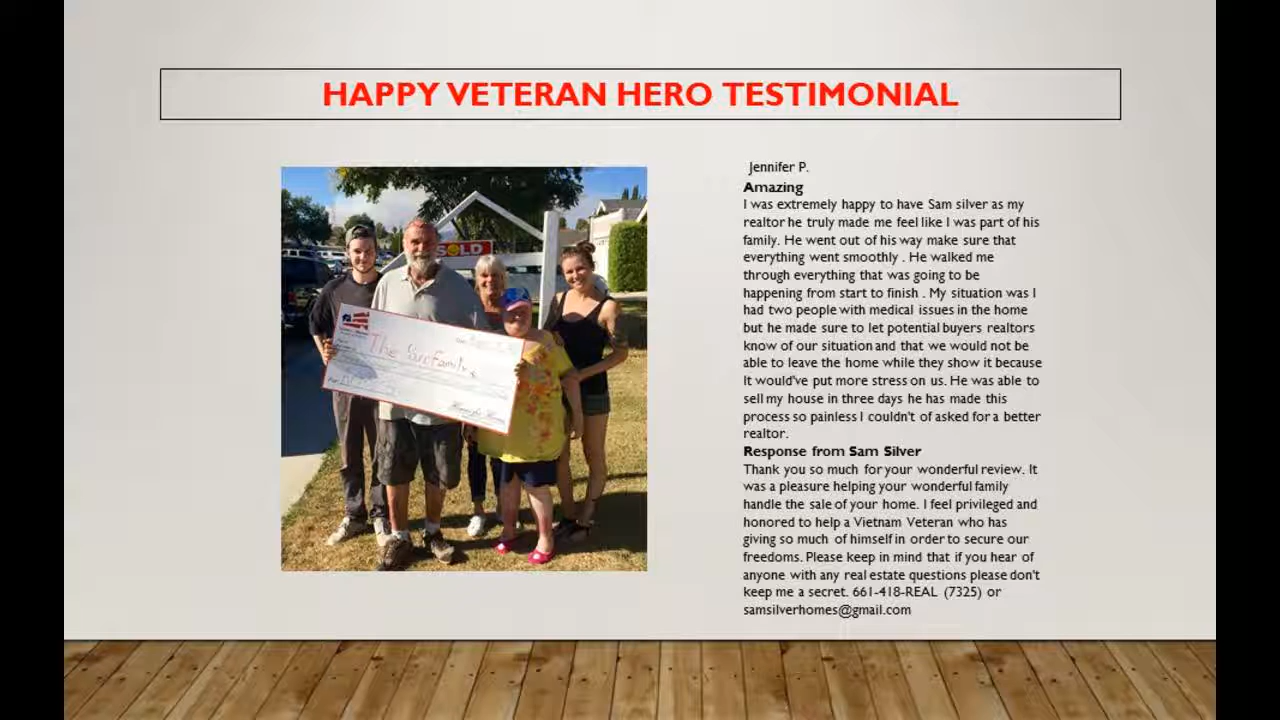 HAPPY VETERAN HERO TESTIMONIAL
SOLD
The Family
Jennifer P.
Amazing
I was extremely happy to have Sam silver as my
realtor he truly made me feel like I was part of his
family. He went out of his way make sure that
everything went smoothly . He walked me
through everything that was going to be
happening from start to finish . My situation was I
had two people with medical issues in the home
but he made sure to let potential buyers realtors
know of our situation and that we would not be
able to leave the home while they show it because
It would've put more stress on us. He was able to
sell my house in three days he has made this
process so painless I couldn't of asked for a better
realtor.
Response from Sam Silver
Thank you so much for your wonderful review. It
was a pleasure helping your wonderful family
handle the sale of your home. I feel privileged and
honored to help a Vietnam Veteran who has
giving so much of himself in order to secure our
freedoms. Please keep in mind that if you hear of
anyone with any real estate questions please don't
keep me a secret. 661-418-REAL (7325) or
samsilverhomes@gmail.com